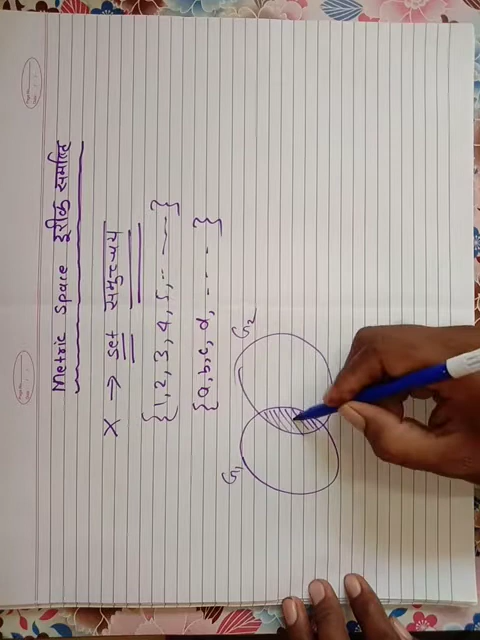 Metric Space दूरीक समष्टि
X → set समुच्चय
{1, 2, 3, 4, 5, - - -}
{a, b, c, d, - - - -}
G₁ G₂